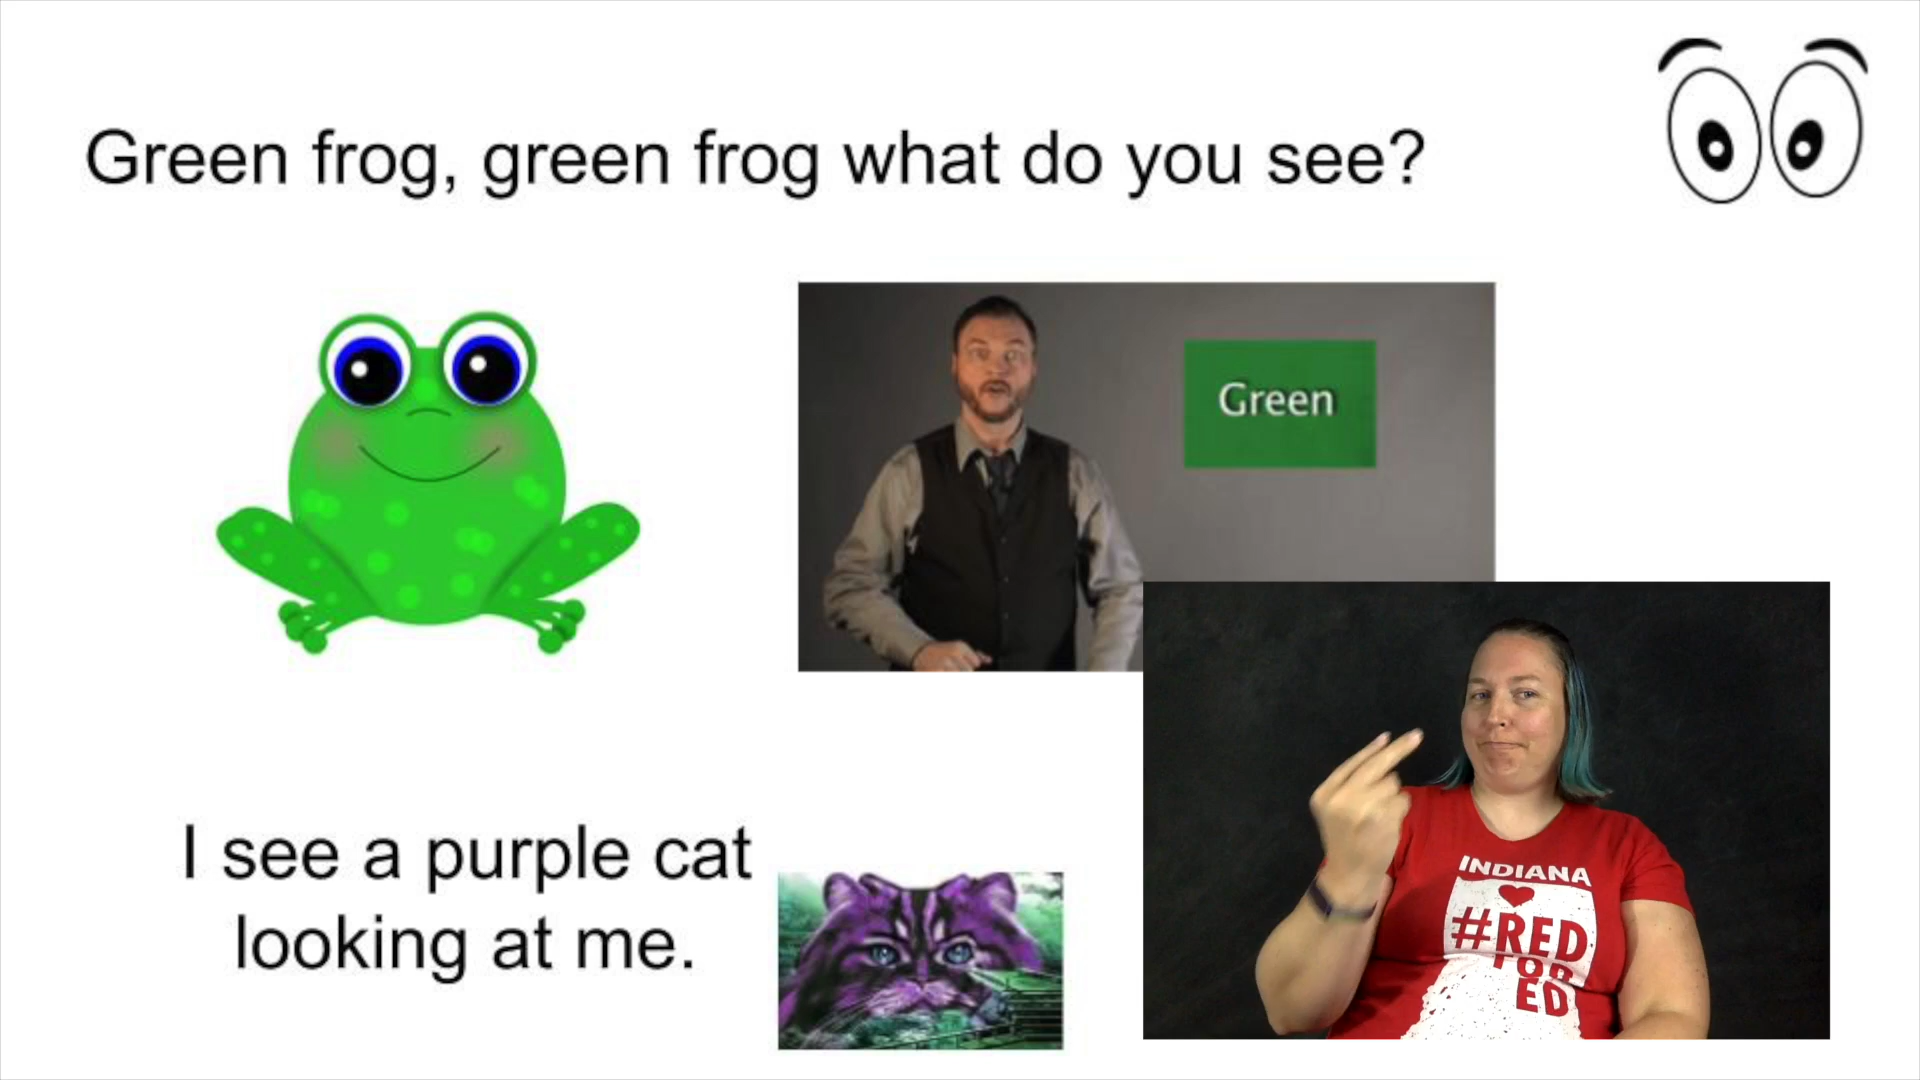 Green frog, green frog what do you see?
Green
I see a purple cat
looking at me.
INDIANA
#RED
FOR
ED